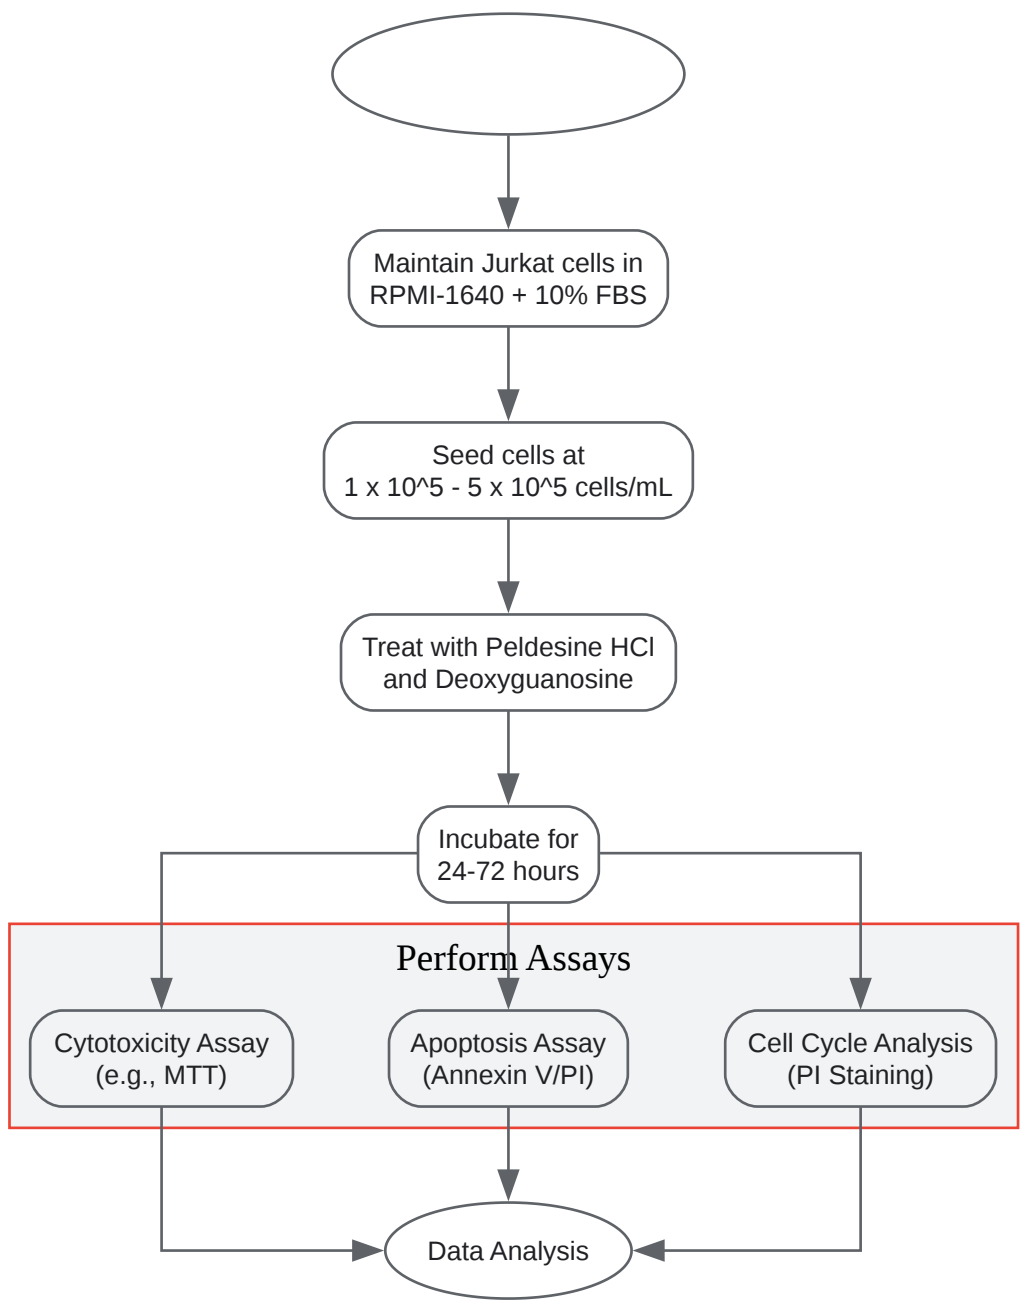 Maintain Jurkat cells in
RPMI-1640 + 10% FBS
Seed cells at
1 x 10^5 - 5 x 10^5 cells/mL
Treat with Peldesine HCl
and Deoxyguanosine
Incubate for
24-72 hours
Perform Assays
Cytotoxicity Assay
(e.g., MTT)
Apoptosis Assay
(Annexin V/PI)
Cell Cycle Analysis
(PI Staining)
Data Analysis